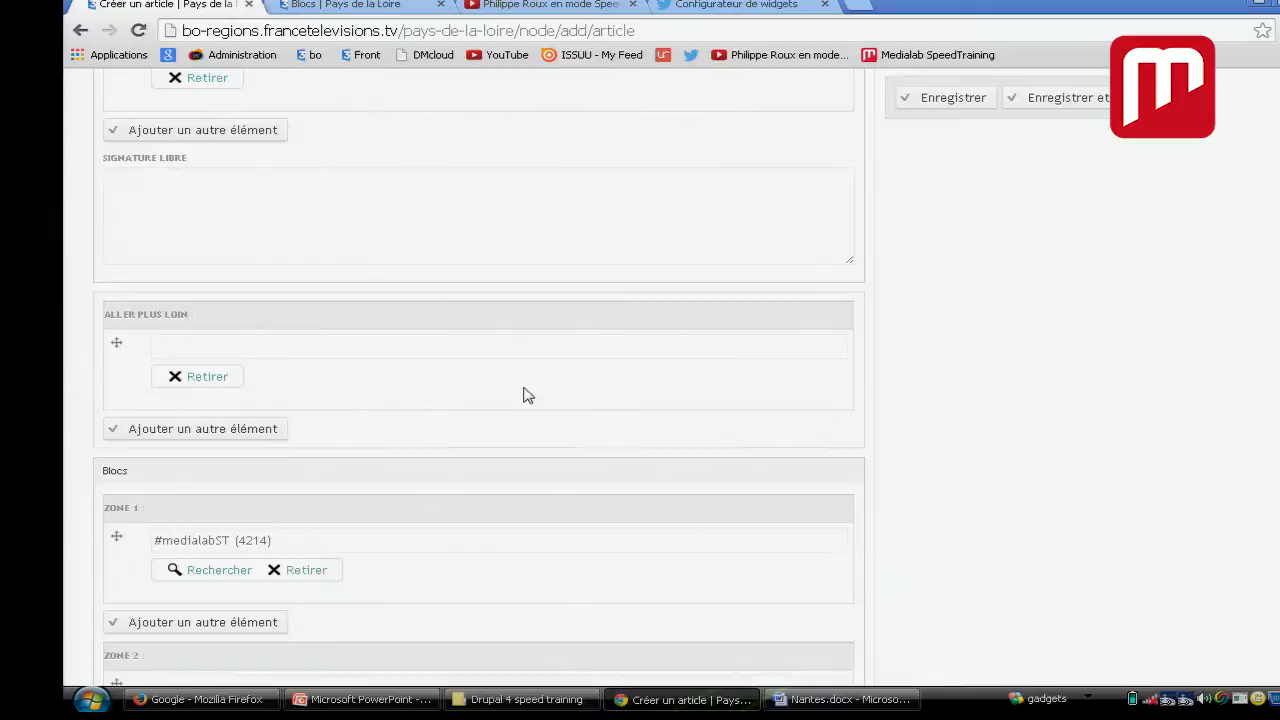 Créer un article | Pays de la l
Blocs | Pays de la Loire
Philippe Roux en mode Spee
Configurateur de widgets
bo-regions.francetelevisions.tv/pays-de-la-loire/node/add/article
Applications Administration bo Front DMcom YouTube ISSUU - My Feed Philippe Roux en mode... Medialab SpeedTraining
Retirer
Enregistrer Enregistrer et
Ajouter un autre élément
SIGNATURE LIBRE
ALLER PLUS LOIN :
Retirer
Ajouter un autre élément
Blocs
ZONE 1 :
#medialabST (4214)
Rechercher Retirer
Ajouter un autre élément
ZONE 2 :
Google - Mozilla Firefox Microsoft PowerPoint -... Drupal 4 speed training Créer un article | Pays... Nantes.docx - Microso... gadgets